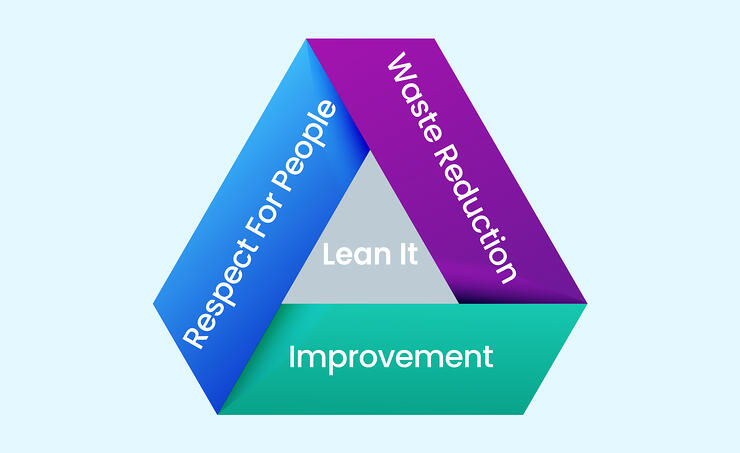 Respect For People
Waste Reduction
Lean It
Improvement